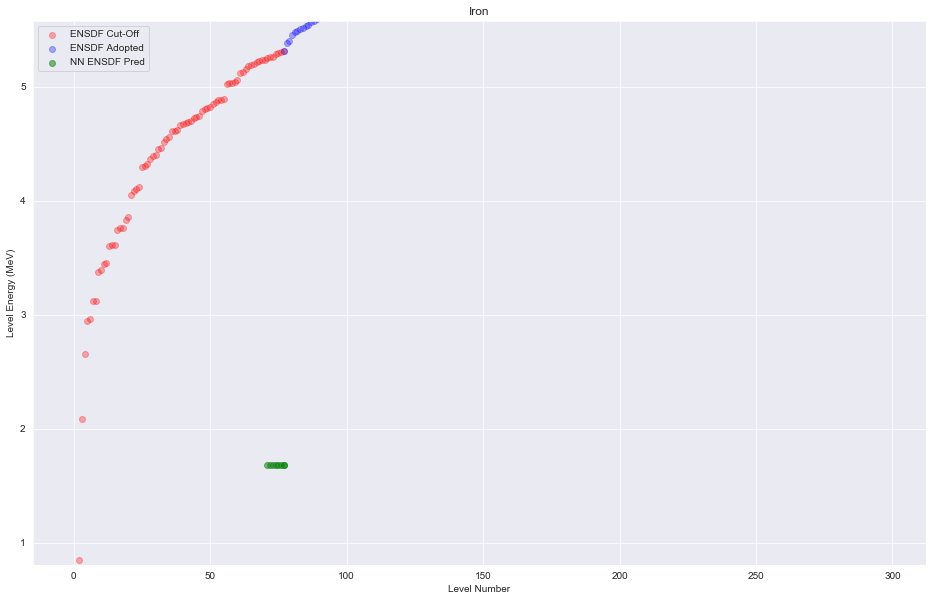 Iron
ENSDF Cut-Off
ENSDF Adopted
NN ENSDF Pred
Level Energy (MeV)
5
4
3
2
1
0 50 100 150 200 250 300
Level Number